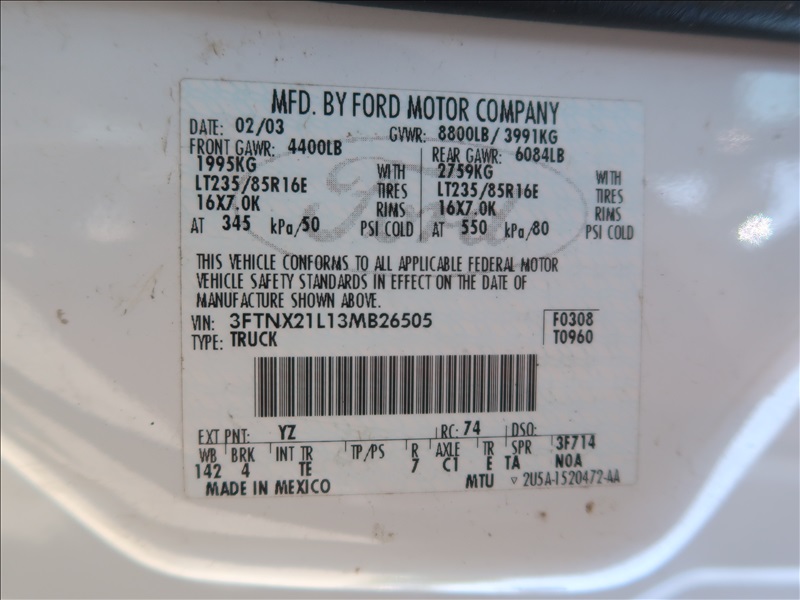 MFD. BY FORD MOTOR COMPANY
DATE: 02/03 GVWR: 8800LB/ 3991KG
FRONT GAWR: 4400LB REAR GAWR: 6084LB
1995KG WITH 2759KG WITH
LT235/85R16E TIRES LT235/85R16E TIRES
16X7.0K RIMS 16X7.0K RIMS
AT 345 kPa/50 PSI COLD AT 550 kPa/80 PSI COLD
Ford
THIS VEHICLE CONFORMS TO ALL APPLICABLE FEDERAL MOTOR
VEHICLE SAFETY STANDARDS IN EFFECT ON THE DATE OF
MANUFACTURE SHOWN ABOVE.
VIN: 3FTNX21L13MB26505 F0308
TYPE: TRUCK T0960
EXT PNT: YZ RC: 74 DSO:
WB BRK INT TR TP/PS R AXLE TR SPR 3F714
142 4 TE 7 C1 E TA N0A
MADE IN MEXICO MTU ▿ 2U5A-1520472-AA